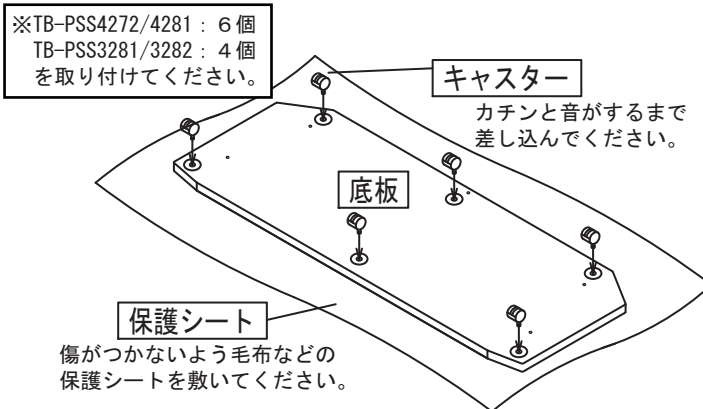 ※TB-PSS4272/4281：６個
TB-PSS3281/3282：４個
を取り付けてください。
キャスター
カチンと音がするまで
差し込んでください。
底板
保護シート
傷がつかないよう毛布などの
保護シートを敷いてください。